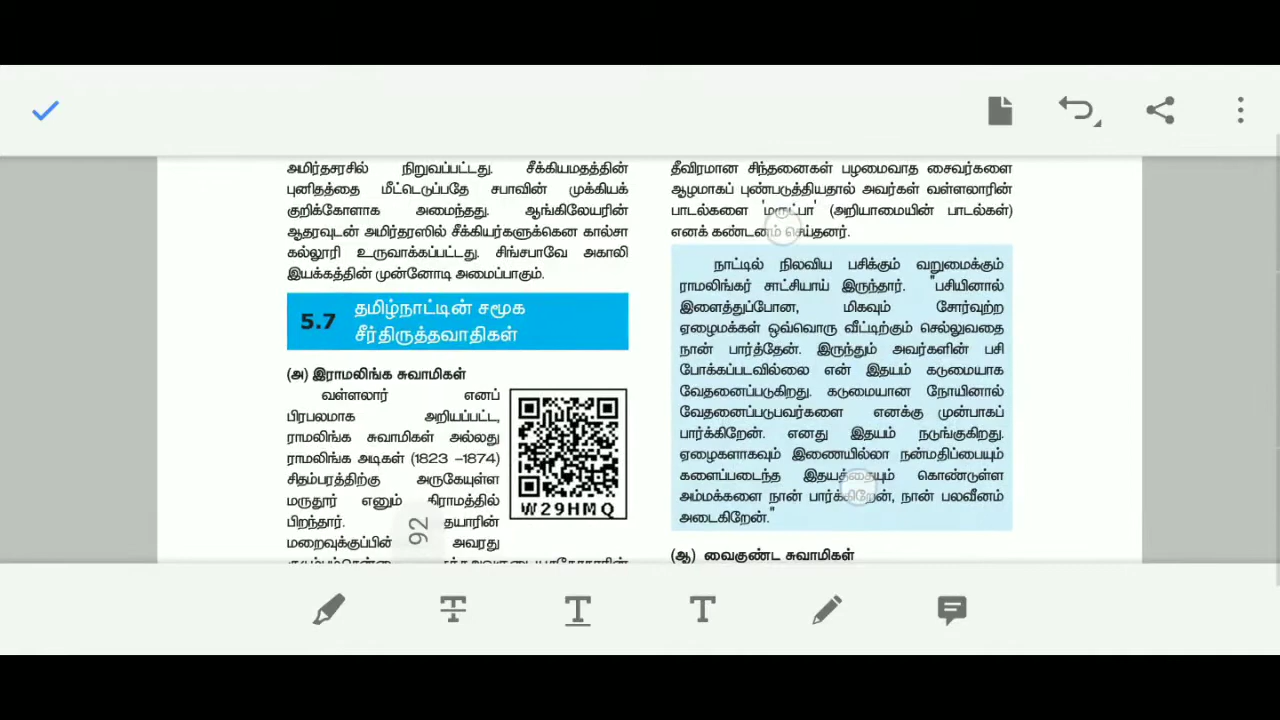 அமிர்தசரசில் நிறுவப்பட்டது. சீக்கியமதத்தின்
புனிதத்தை மீட்டெடுப்பதே சபாவின் முக்கியக்
குறிக்கோளாக அமைந்தது. ஆங்கிலேயரின்
ஆதரவுடன் அமிர்தரஸில் சீக்கியர்களுக்கென கால்சா
கல்லூரி உருவாக்கப்பட்டது. சிங்சபாவே அகாலி
இயக்கத்தின் முன்னோடி அமைப்பாகும்.
5.7 தமிழ்நாட்டின் சமூக
சீர்திருத்தவாதிகள்
(அ) இராமலிங்க சுவாமிகள்
வள்ளலார் எனப்
பிரபலமாக அறியப்பட்ட,
ராமலிங்க சுவாமிகள் அல்லது
ராமலிங்க அடிகள் (1823 –1874)
சிதம்பரத்திற்கு அருகேயுள்ள
மருதூர் எனும் கிராமத்தில்
பிறந்தார். தயாரின்
மறைவுக்குப்பின் அவரது
W29HMQ
92
தீவிரமான சிந்தனைகள் பழமைவாத சைவர்களை
ஆழமாகப் புண்படுத்தியதால் அவர்கள் வள்ளலாரின்
பாடல்களை 'மருட்பா' (அறியாமையின் பாடல்கள்)
எனக் கண்டனம் செய்தனர்.
நாட்டில் நிலவிய பசிக்கும் வறுமைக்கும்
ராமலிங்கர் சாட்சியாய் இருந்தார். "பசியினால்
இளைத்துப்போன, மிகவும் சோர்வுற்ற
ஏழைமக்கள் ஒவ்வொரு வீட்டிற்கும் செல்லுவதை
நான் பார்த்தேன். இருந்தும் அவர்களின் பசி
போக்கப்படவில்லை என் இதயம் கடுமையாக
வேதனைப்படுகிறது. கடுமையான நோயினால்
வேதனைப்படுபவர்களை எனக்கு முன்பாகப்
பார்க்கிறேன். எனது இதயம் நடுங்குகிறது.
ஏழைகளாகவும் இணையில்லா நன்மதிப்பையும்
களைப்படைந்த இதயத்தையும் கொண்டுள்ள
அம்மக்களை நான் பார்க்கிறேன், நான் பலவீனம்
அடைகிறேன்."
(ஆ) வைகுண்ட சுவாமிகள்